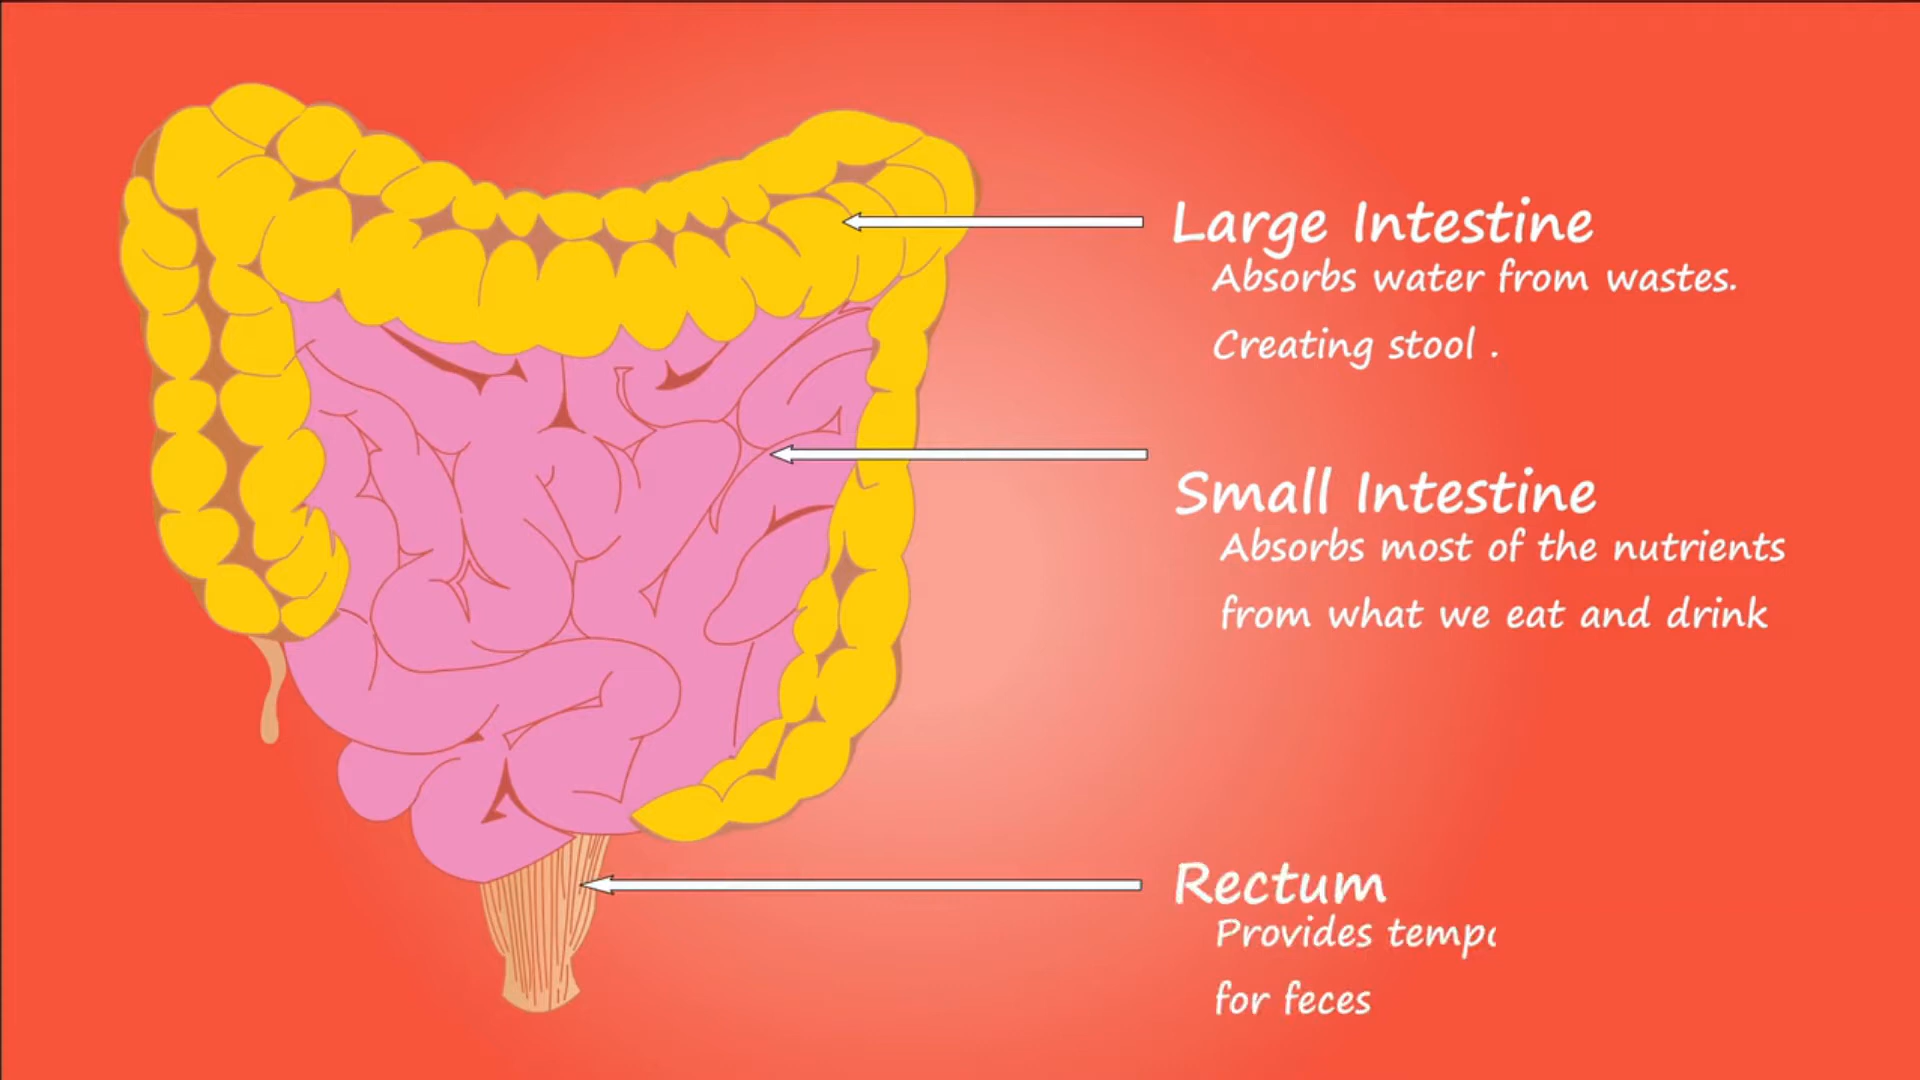 Large Intestine
Absorbs water from wastes.
Creating stool .
Small Intestine
Absorbs most of the nutrients
from what we eat and drink
Rectum
Provides
for feces